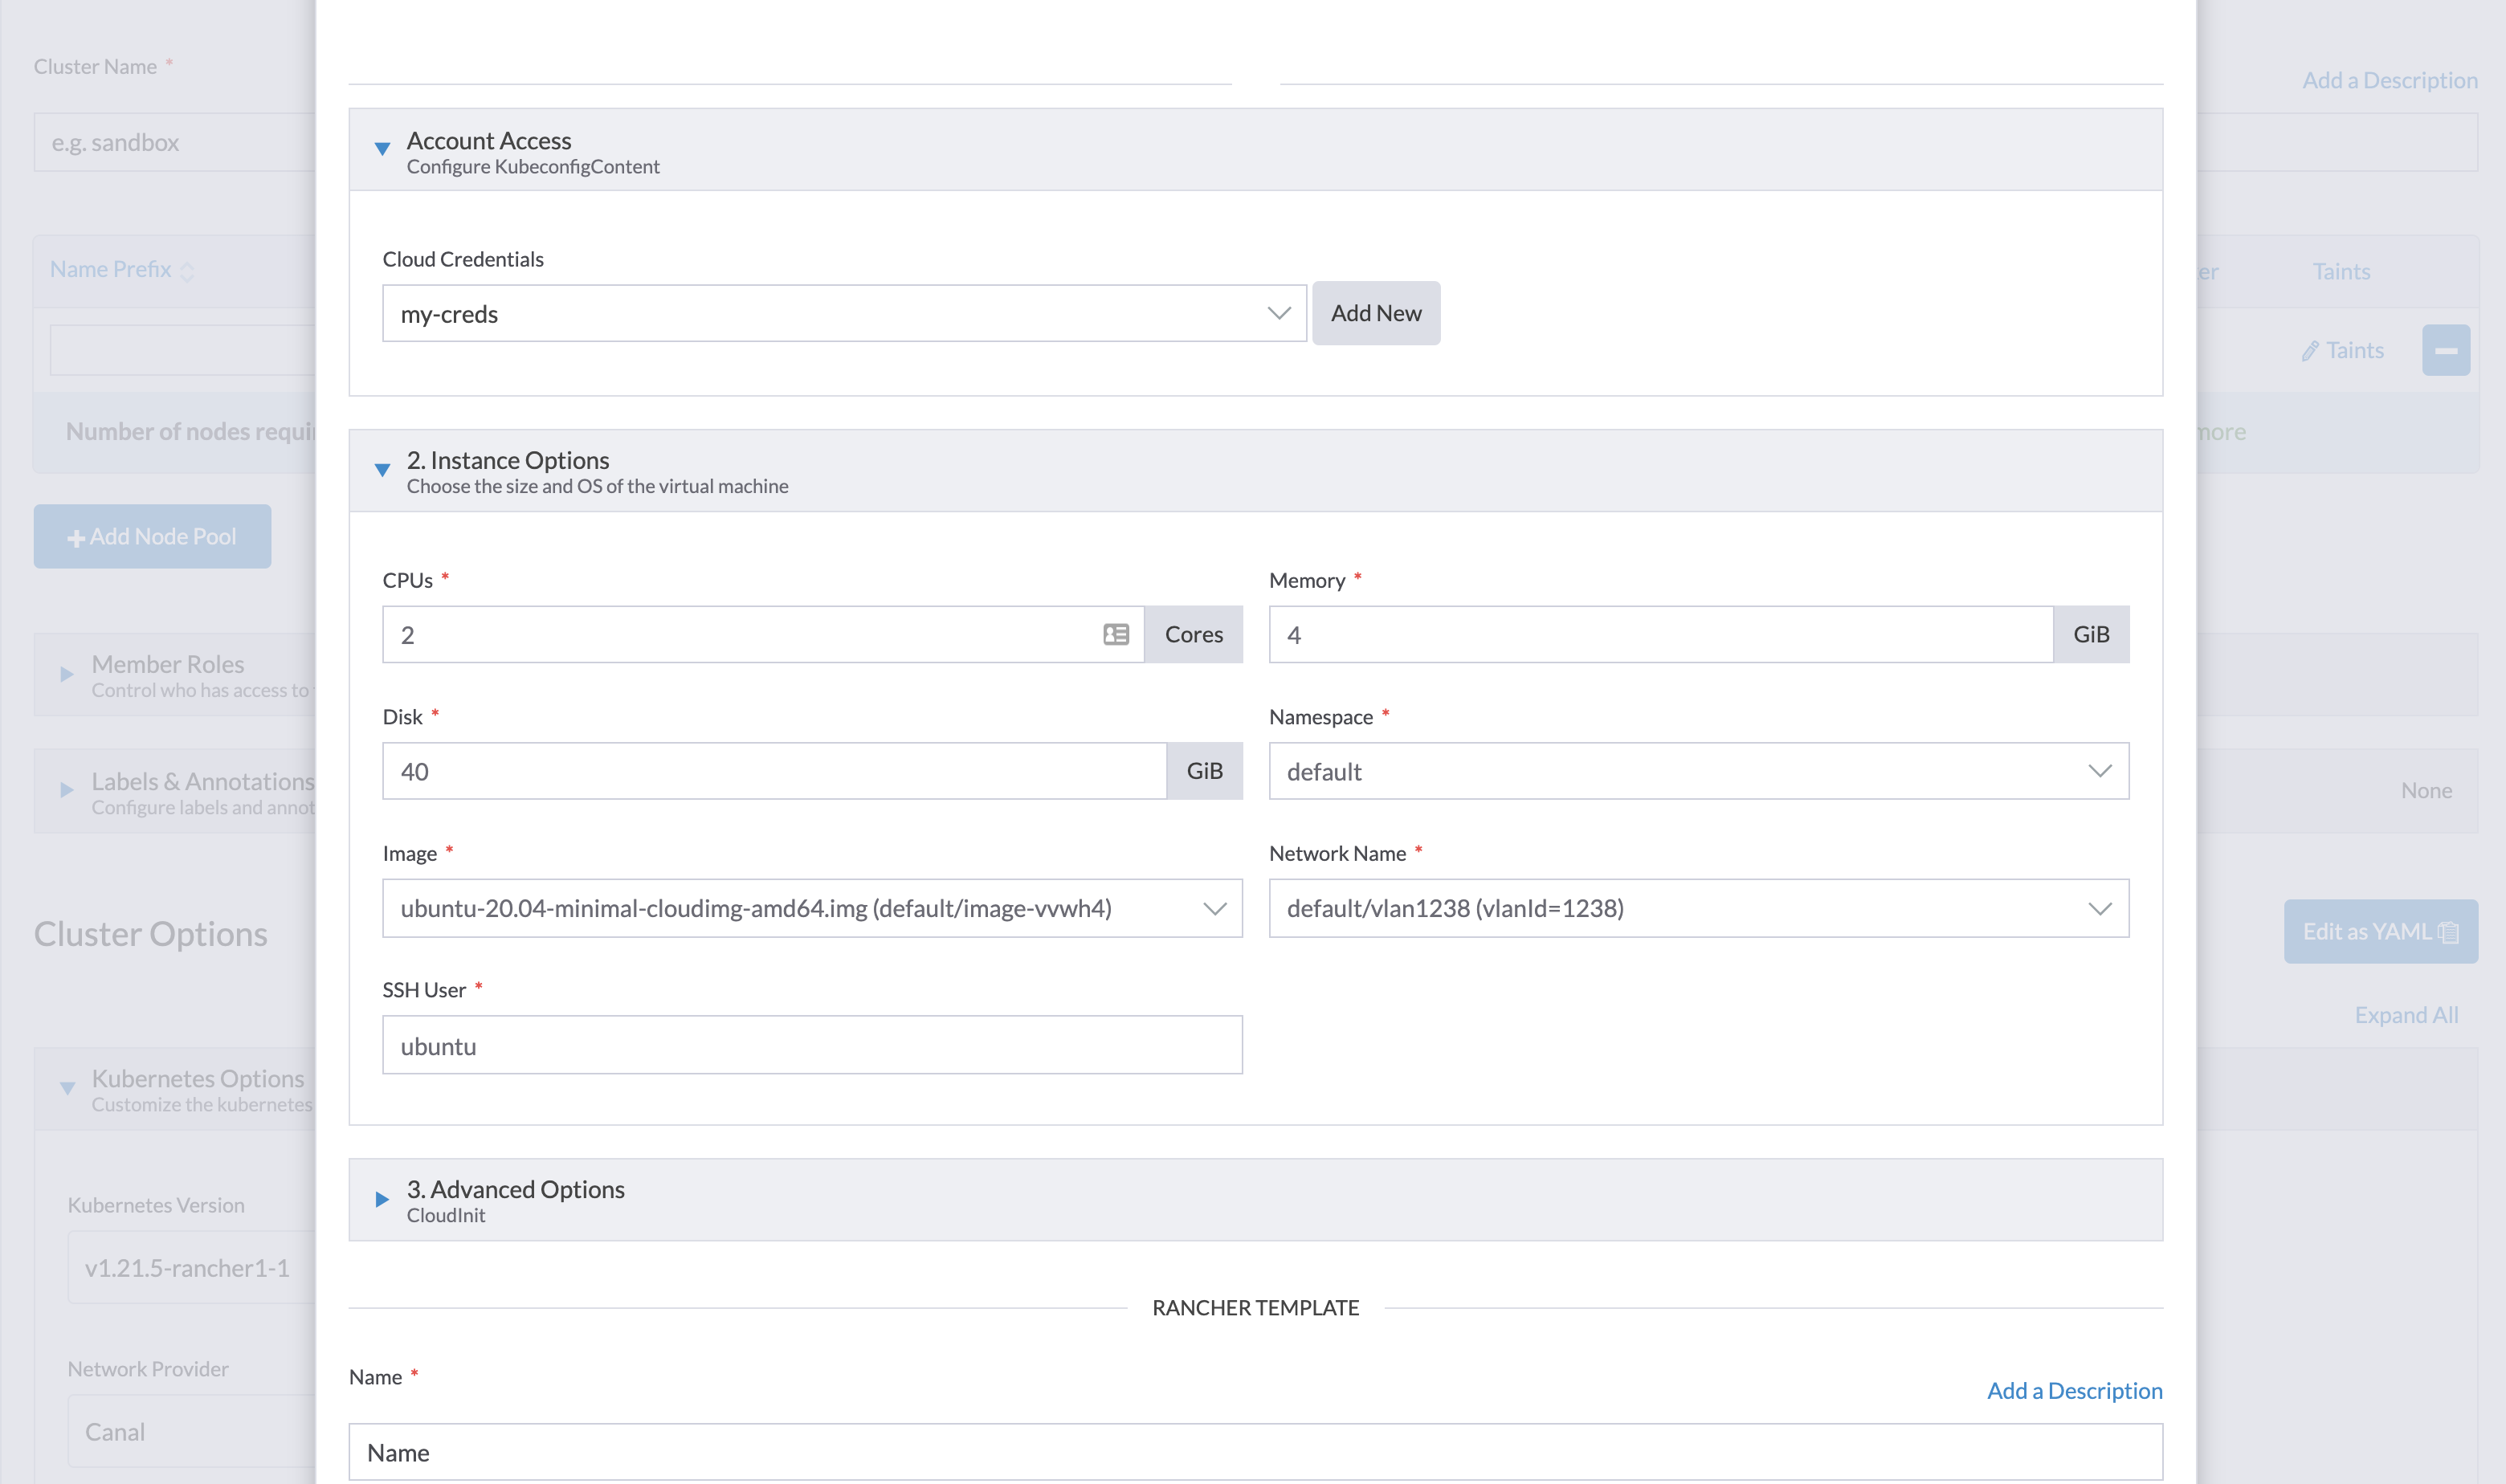 Cluster Name *
Add a Description
e.g. sandbox
Name Prefix
Taints
Taints
Number of nodes
more
Add Node Pool
Member Roles
Control who has access to
Labels & Annotations
Configure labels and
None
Cluster Options
Edit as YAML
Expand All
Kubernetes Options
Customize the kubernetes
Kubernetes Version
v1.21.5-rancher1-1
Network Provider
Canal
Account Access
Configure KubeconfigContent
Cloud Credentials
my-creds
Add New
2. Instance Options
Choose the size and OS of the virtual machine
CPUs *
2
Cores
Memory *
4
GiB
Disk *
40
GiB
Namespace *
default
Image *
ubuntu-20.04-minimal-cloudimg-amd64.img (default/image-vvwh4)
Network Name *
default/vlan1238 (vlanId=1238)
SSH User *
ubuntu
3. Advanced Options
CloudInit
RANCHER TEMPLATE
Name *
Add a Description
Name